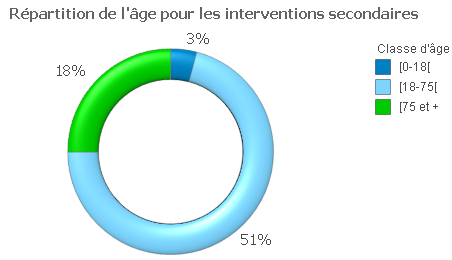 Répartition de l'âge pour les interventions secondaires
3%
18%
51%
Classe d'âge
[0-18[
[18-75[
[75 et +